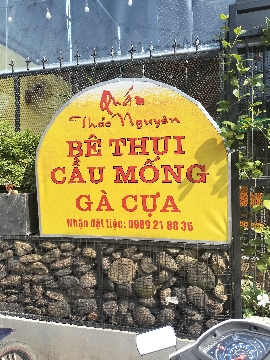 Quán
Thảo Nguyên
BÊ THUI
CẦU MỐNG
GÀ CỰA
Nhận đặt tiệc: 0909 21 88 36